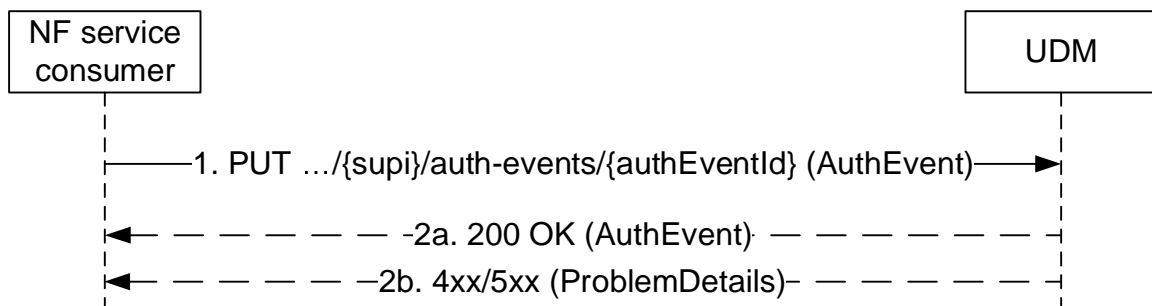 NF service
consumer
UDM
1. PUT …/{supi}/auth-events/{authEventId} (AuthEvent)
2a. 200 OK (AuthEvent)
2b. 4xx/5xx (ProblemDetails)